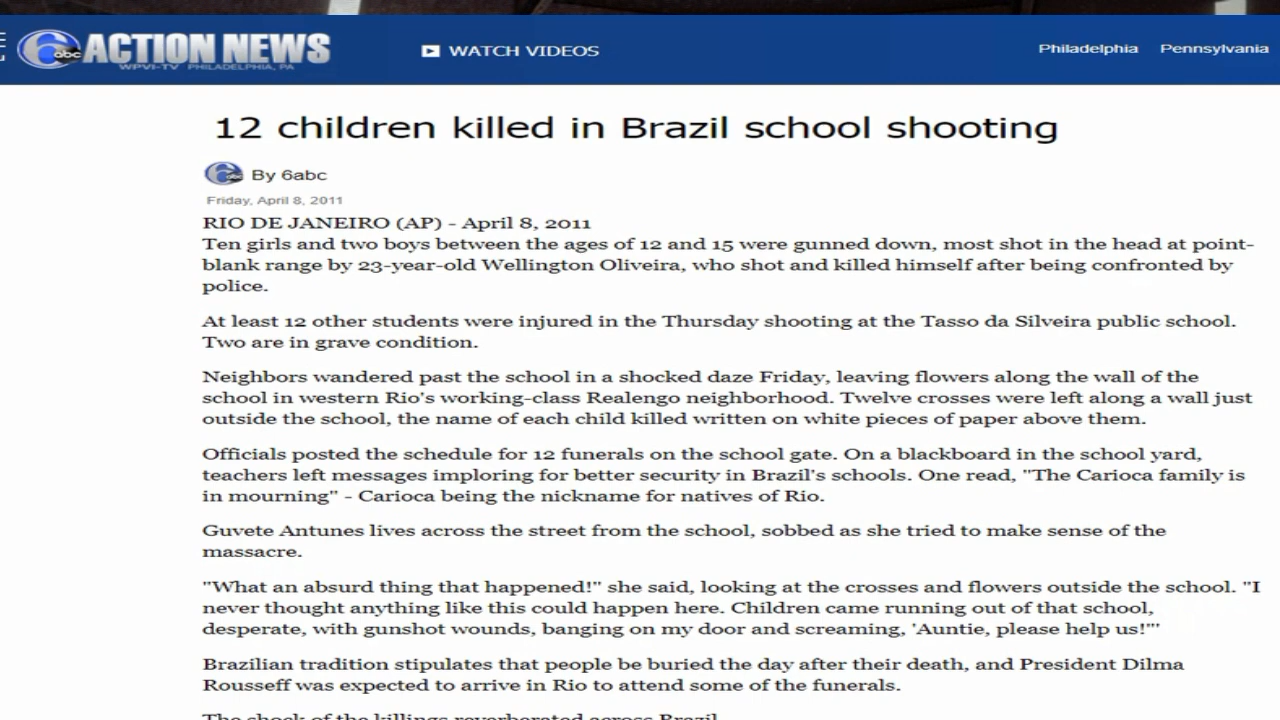 6abc ACTION NEWS
WPVI-TV PHILADELPHIA, PA
WATCH VIDEOS
Philadelphia Pennsylvania
12 children killed in Brazil school shooting
By 6abc
Friday, April 8, 2011
RIO DE JANEIRO (AP) - April 8, 2011
Ten girls and two boys between the ages of 12 and 15 were gunned down, most shot in the head at point-
blank range by 23-year-old Wellington Oliveira, who shot and killed himself after being confronted by
police.
At least 12 other students were injured in the Thursday shooting at the Tasso da Silveira public school.
Two are in grave condition.
Neighbors wandered past the school in a shocked daze Friday, leaving flowers along the wall of the
school in western Rio's working-class Realengo neighborhood. Twelve crosses were left along a wall just
outside the school, the name of each child killed written on white pieces of paper above them.
Officials posted the schedule for 12 funerals on the school gate. On a blackboard in the school yard,
teachers left messages imploring for better security in Brazil's schools. One read, "The Carioca family is
in mourning" - Carioca being the nickname for natives of Rio.
Guvete Antunes lives across the street from the school, sobbed as she tried to make sense of the
massacre.
"What an absurd thing that happened!" she said, looking at the crosses and flowers outside the school. "I
never thought anything like this could happen here. Children came running out of that school,
desperate, with gunshot wounds, banging on my door and screaming, 'Auntie, please help us!'"
Brazilian tradition stipulates that people be buried the day after their death, and President Dilma
Rousseff was expected to arrive in Rio to attend some of the funerals.
The shock of the killings reverberated across Brazil